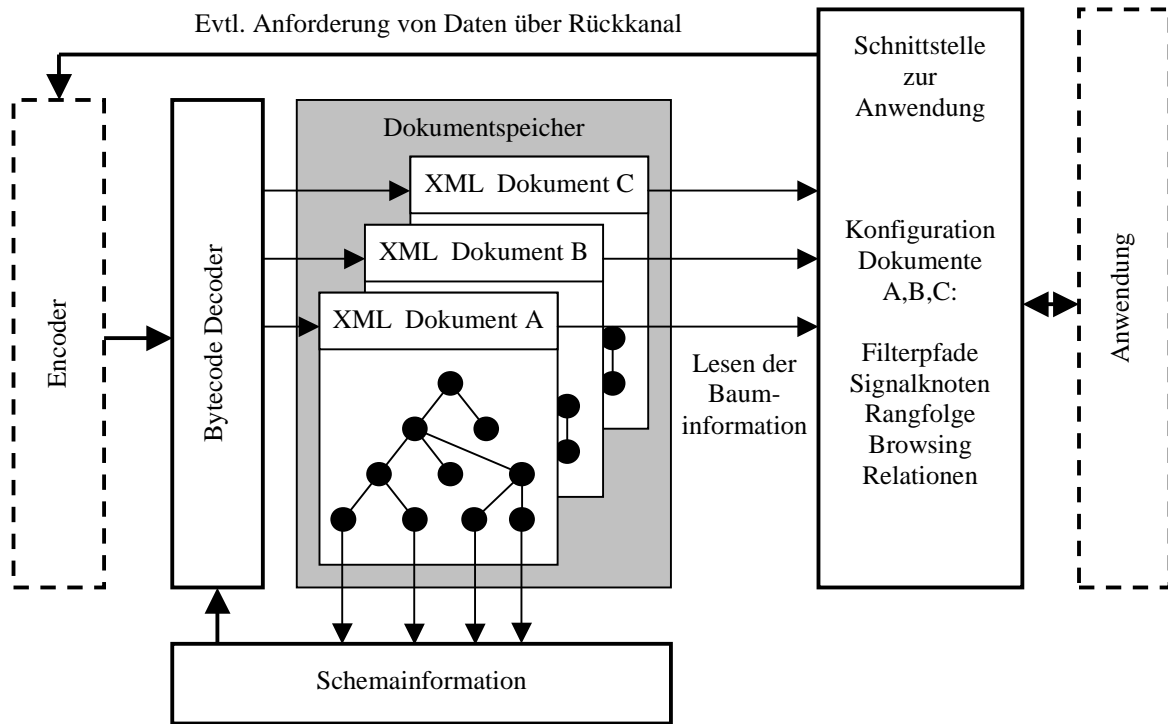 Evtl. Anforderung von Daten über Rückkanal
Encoder
Bytecode Decoder
Dokumentspeicher
XML Dokument C
XML Dokument B
XML Dokument A
Lesen der
Baum-
information
Schnittstelle
zur
Anwendung
Konfiguration
Dokumente
A,B,C:
Filterpfade
Signalknoten
Rangfolge
Browsing
Relationen
Anwendung
Schemainformation